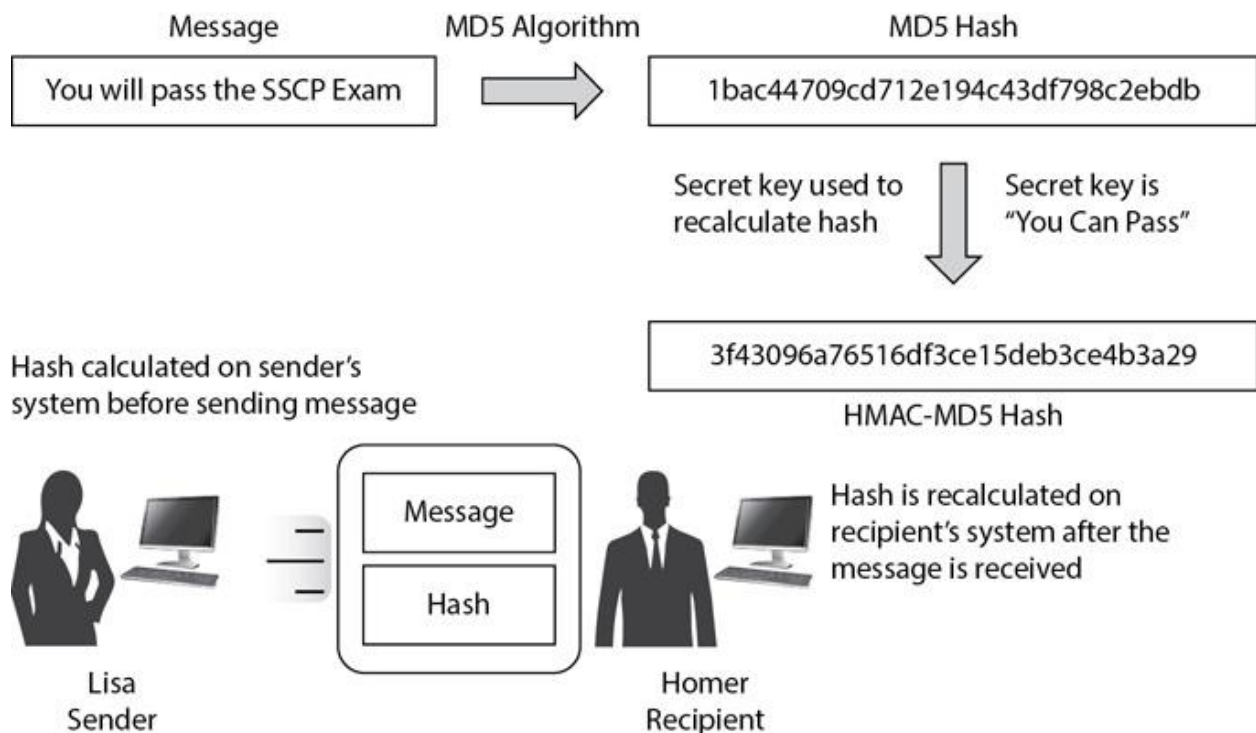 Message
MD5 Algorithm
MD5 Hash
You will pass the SSCP Exam
1bac44709cd712e194c43df798c2ebdb
Secret key used to
recalculate hash
Secret key is
“You Can Pass”
3f43096a76516df3ce15deb3ce4b3a29
HMAC-MD5 Hash
Hash calculated on sender’s
system before sending message
Message
Hash
Hash is recalculated on
recipient’s system after the
message is received
Lisa
Sender
Homer
Recipient